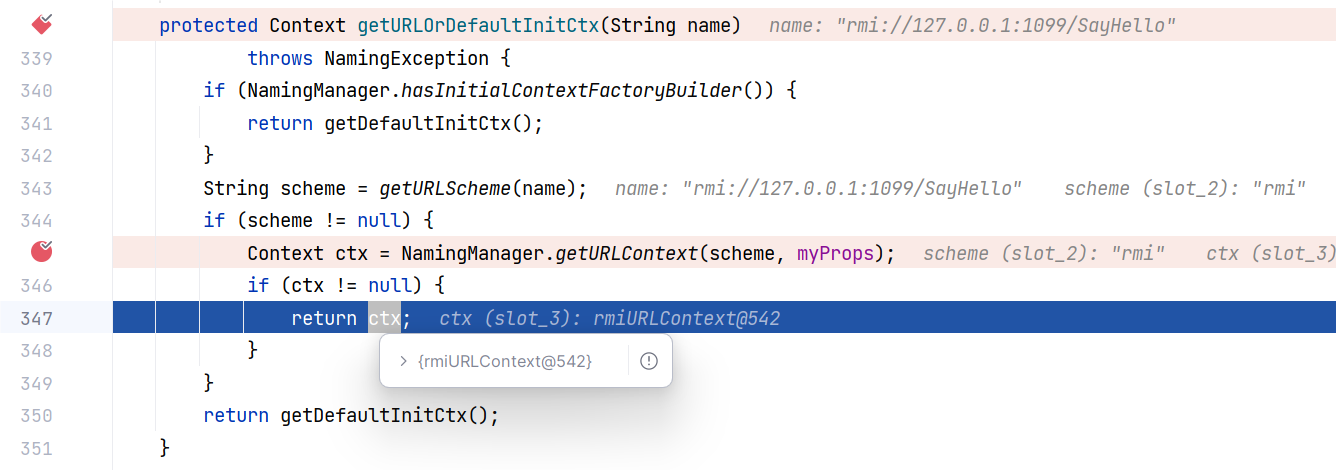 protected Context getURLOrDefaultInitCtx(String name)   name: "rmi://127.0.0.1:1099/SayHello"
339         throws NamingException {
340     if (NamingManager.hasInitialContextFactoryBuilder()) {
341         return getDefaultInitCtx();
342     }
343     String scheme = getURLScheme(name);   name: "rmi://127.0.0.1:1099/SayHello"    scheme (slot_2): "rmi"
344     if (scheme != null) {
Context ctx = NamingManager.getURLContext(scheme, myProps);   scheme (slot_2): "rmi"    ctx (slot_3)
346         if (ctx != null) {
347             return ctx;   ctx (slot_3): rmiURLContext@542
348         }
{rmiURLContext@542}
349     }
350     return getDefaultInitCtx();
351 }